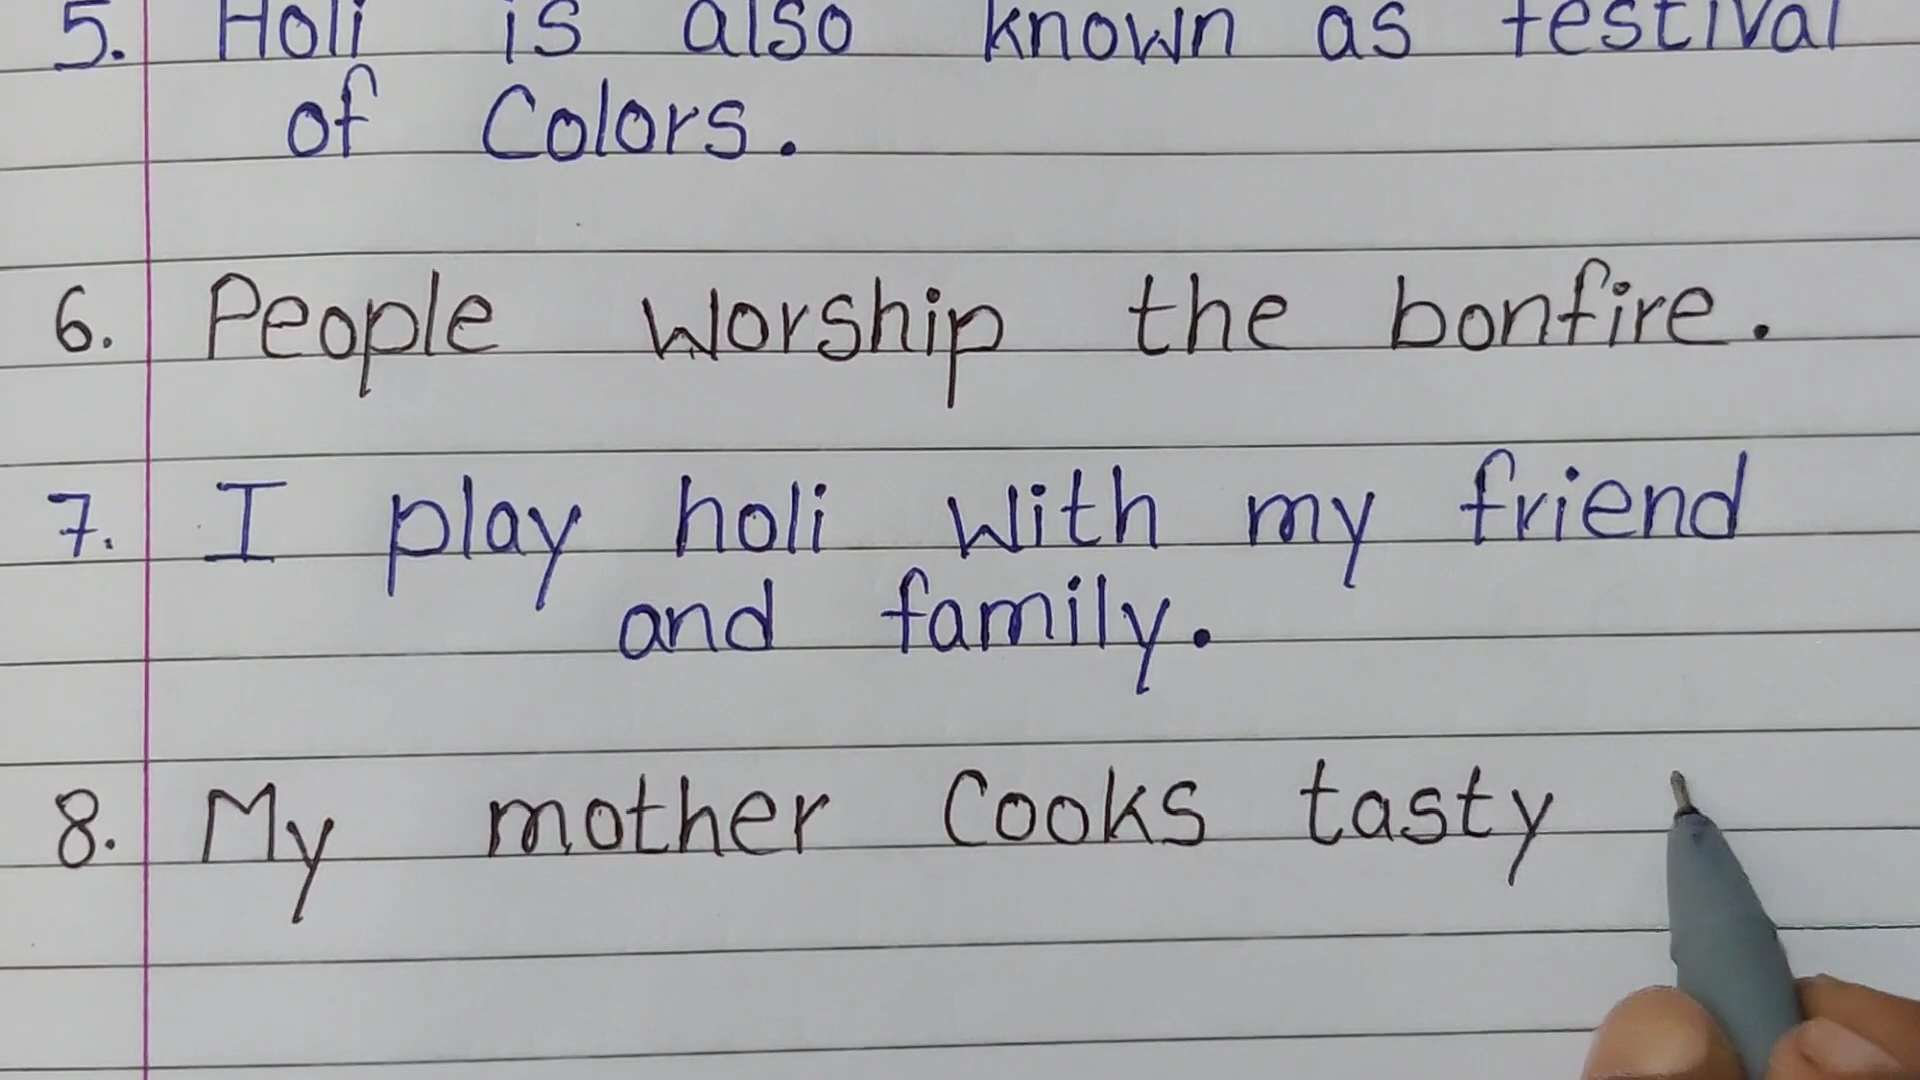 5. Holi is also known as festival
of Colors.
6. People worship the bonfire.
7. I play holi with my friend
and family.
8. My mother Cooks tasty